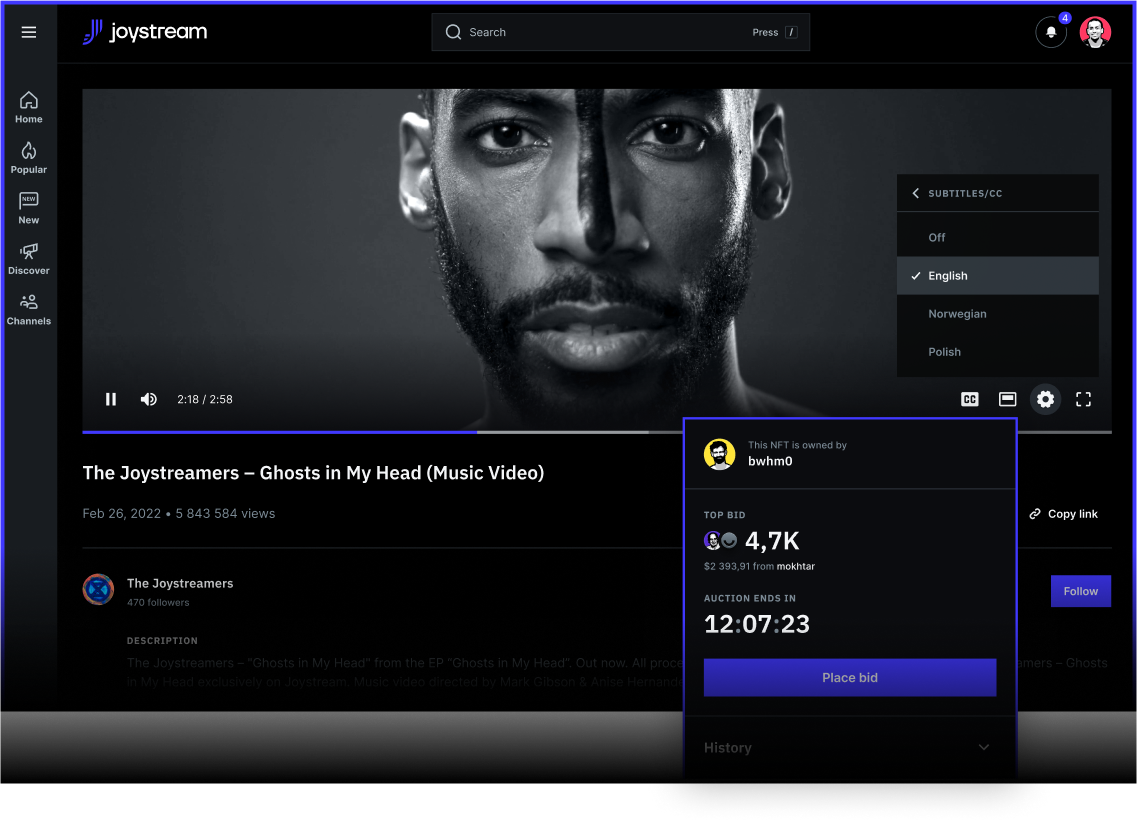 joystream
Search
Press /
4
Home
Popular
NEW
New
Discover
Channels
SUBTITLES/CC
Off
English
Norwegian
Polish
2:18 / 2:58
CC
The Joystreamers – Ghosts in My Head (Music Video)
Feb 26, 2022 • 5 843 584 views
Copy link
The Joystreamers
470 followers
Follow
DESCRIPTION
The Joystreamers – "Ghosts in My Head" from the EP "Ghosts in My Head". Out now. All proce
amers – Ghosts
in My Head exclusively on Joystream. Music video directed by Mark Gibson & Anise Hernande
This NFT is owned by
bwhm0
TOP BID
4,7K
$2 393,91 from mokhtar
AUCTION ENDS IN
12:07:23
Place bid
History